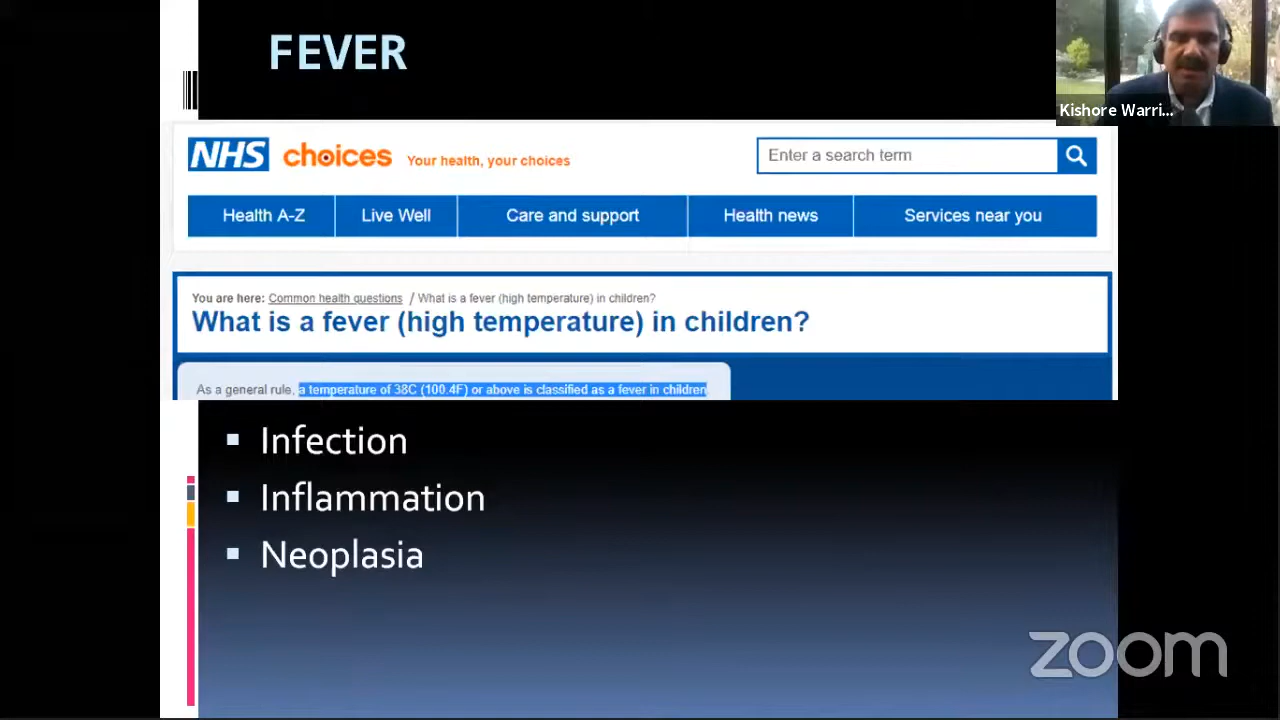 FEVER
Kishore Warri...
NHS choices Your health, your choices
Enter a search term
Health A-Z Live Well Care and support Health news Services near you
You are here: Common health questions / What is a fever (high temperature) in children?
What is a fever (high temperature) in children?
As a general rule, a temperature of 38C (100.4F) or above is classified as a fever in children
Infection
Inflammation
Neoplasia
zoom